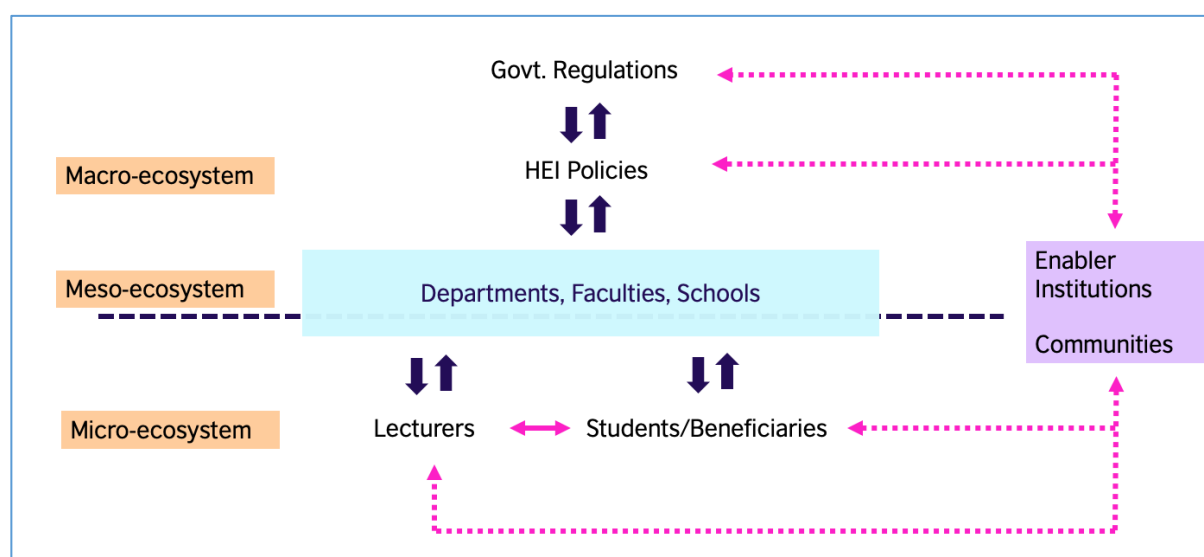 Govt. Regulations
Macro-ecosystem
HEI Policies
Meso-ecosystem
Departments, Faculties, Schools
Enabler
Institutions
Communities
Micro-ecosystem
Lecturers
Students/Beneficiaries